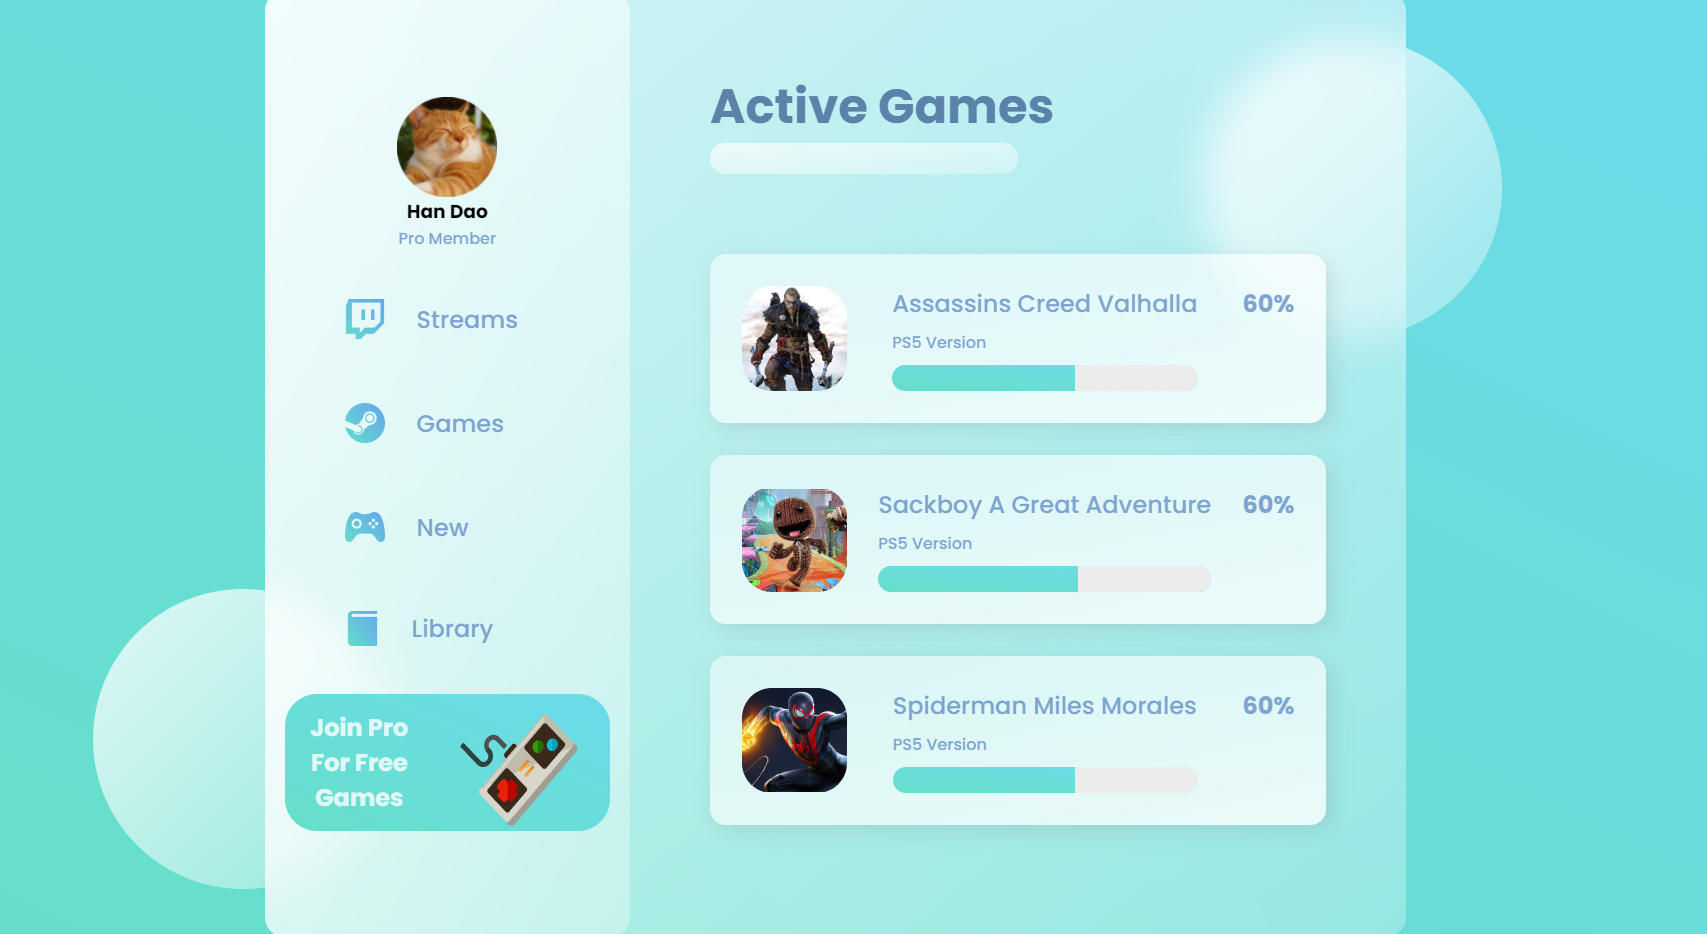 Han Dao
Pro Member
Streams
Games
New
Library
Join Pro
For Free
Games
Active Games
Assassins Creed Valhalla
60%
PS5 Version
Sackboy A Great Adventure
60%
PS5 Version
Spiderman Miles Morales
60%
PS5 Version